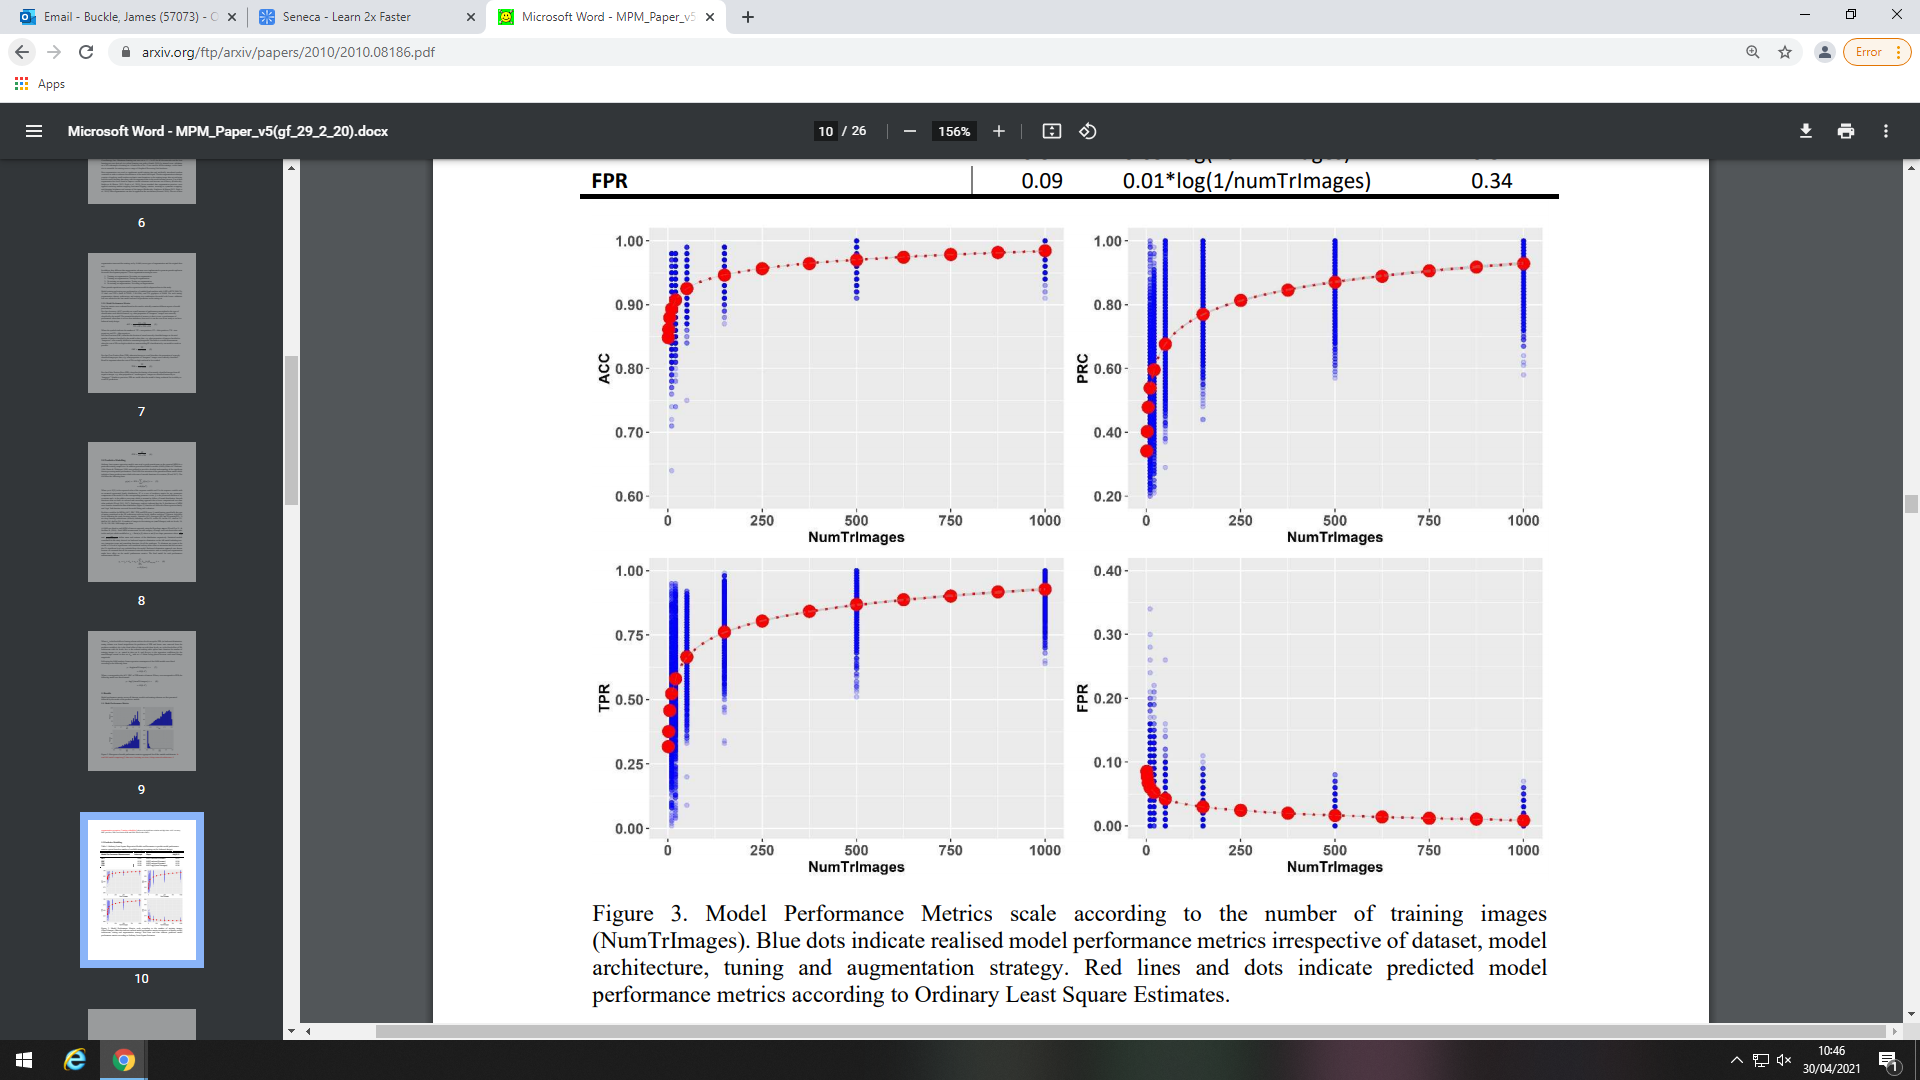 Email - Buckle, James (57073) - O
Seneca - Learn 2x Faster
Microsoft Word - MPM_Paper_v5
arxiv.org/ftp/arxiv/papers/2010/2010.08186.pdf
Error
Apps
Microsoft Word - MPM_Paper_v5(gf_29_2_20).docx
10 / 26
156%
6
7
8
9
10
FPR 0.09 0.01*log(1/numTrImages) 0.34
1.00
0.90
0.80
0.70
0.60
ACC
0 250 500 750 1000
NumTrImages
1.00
0.80
0.60
0.40
0.20
PRC
0 250 500 750 1000
NumTrImages
1.00
0.75
0.50
0.25
0.00
TPR
0 250 500 750 1000
NumTrImages
0.40
0.30
0.20
0.10
0.00
FPR
0 250 500 750 1000
NumTrImages
Figure 3. Model Performance Metrics scale according to the number of training images
(NumTrImages). Blue dots indicate realised model performance metrics irrespective of dataset, model
architecture, tuning and augmentation strategy. Red lines and dots indicate predicted model
performance metrics according to Ordinary Least Square Estimates.
10:46
30/04/2021
1